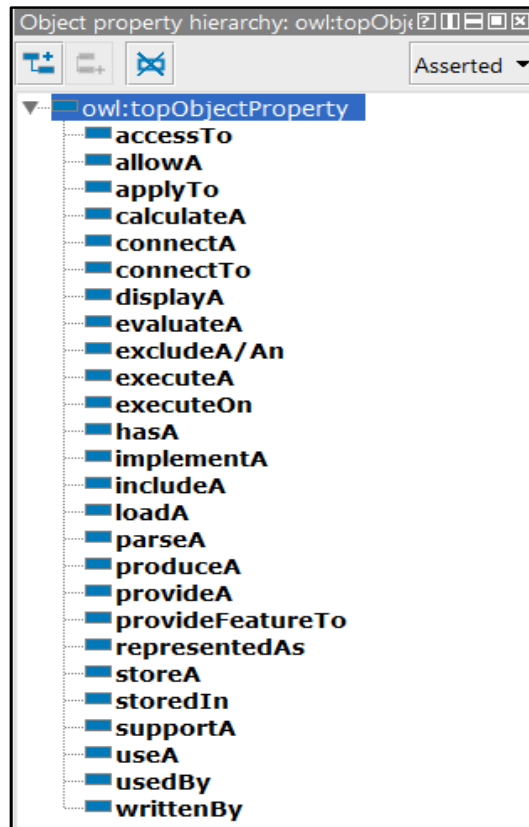 Object property hierarchy: owl:topObje
Asserted
owl:topObjectProperty
accessTo
allowA
applyTo
calculateA
connectA
connectTo
displayA
evaluateA
excludeA/An
executeA
executeOn
hasA
implementA
includeA
loadA
parseA
produceA
provideA
provideFeatureTo
representedAs
storeA
storedIn
supportA
useA
usedBy
writtenBy